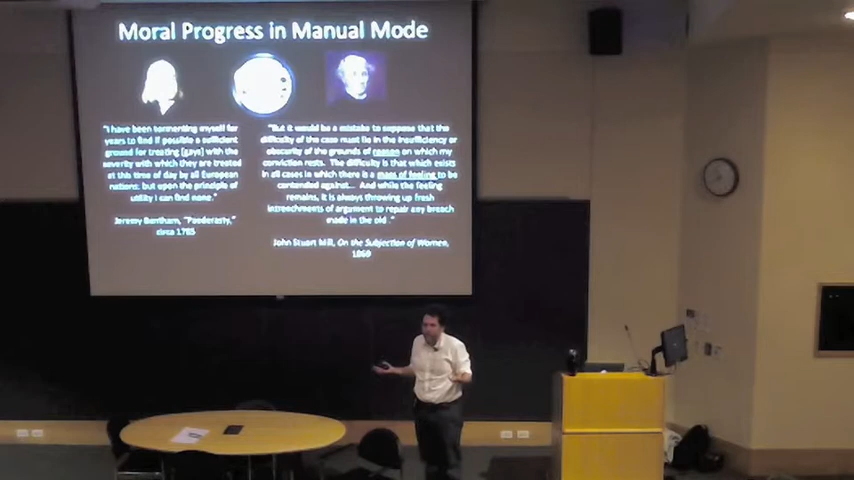 Moral Progress in Manual Mode
"I have been tormenting myself for
years to find if possible a sufficient
ground for treating [gays] with the
severity with which they are treated
at this time of day by all European
nations: but upon the principle of
utility I can find none."
Jeremy Bentham, "Paederasty,"
circa 1785
"But it would be a mistake to suppose that the
difficulty of the case must lie in the insufficiency or
obscurity of the grounds of reason on which my
conviction rests. The difficulty is that which exists
in all cases in which there is a mass of feeling to be
contended against... And while the feeling
remains, it is always throwing up fresh
intrenchments of argument to repair any breach
made in the old."
John Stuart Mill, On the Subjection of Women,
1869